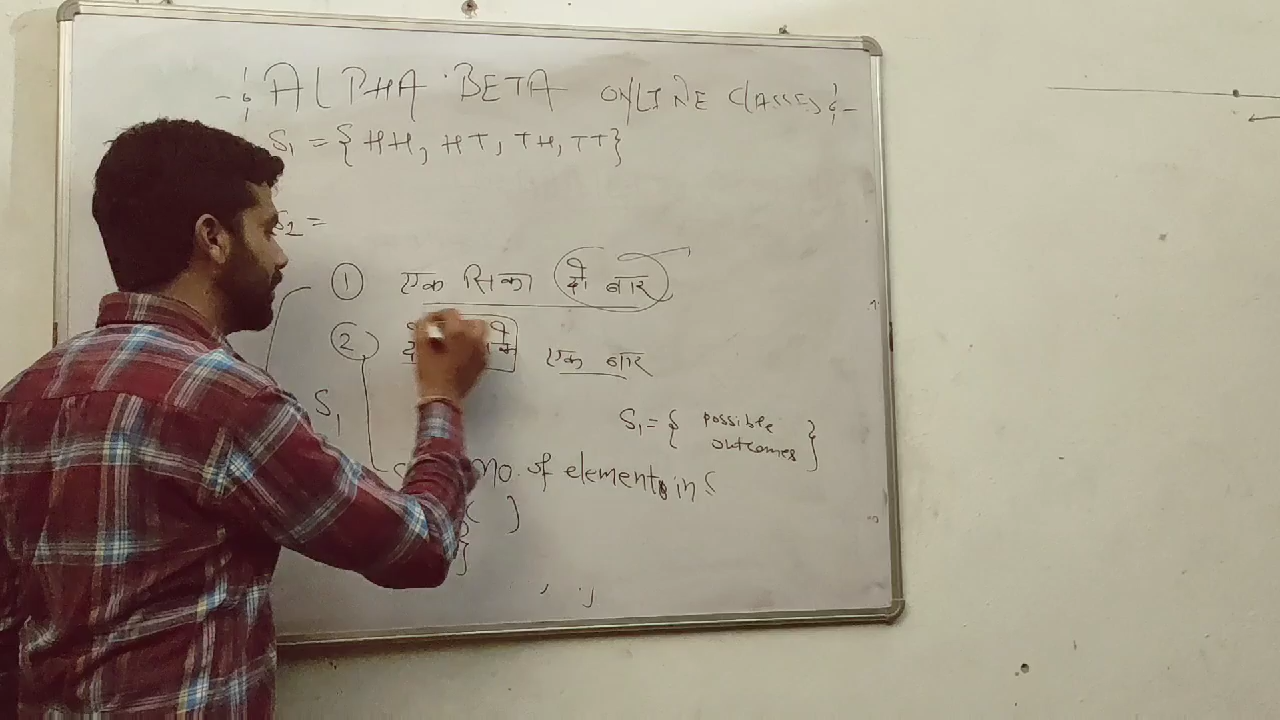 ALPHA BETA ONLINE CLASSES
S₁ = {HH, HT, TH, TT}
S₂ =
① एक सिक्का दो बार
② एक बार
S₁
S₁ = { possible outcomes }
no. of elements in S